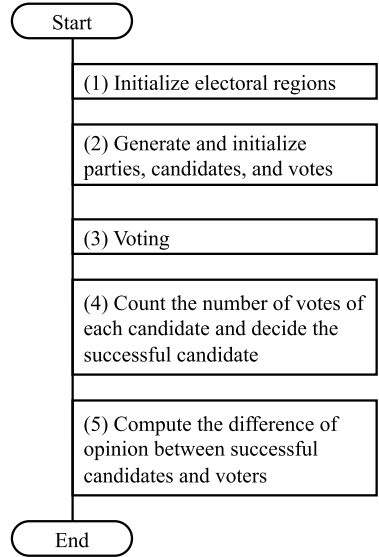 Start
(1) Initialize electoral regions
(2) Generate and initialize
parties, candidates, and votes
(3) Voting
(4) Count the number of votes of
each candidate and decide the
successful candidate
(5) Compute the difference of
opinion between successful
candidates and voters
End